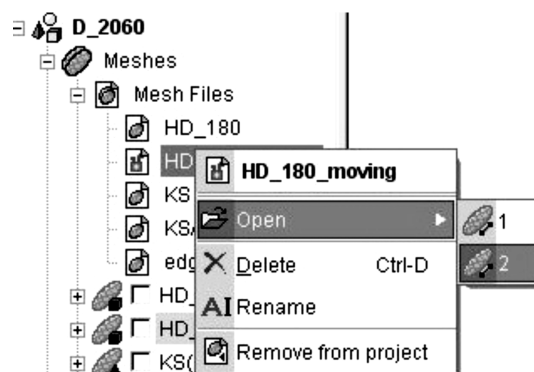 D_2060
Meshes
Mesh Files
HD_180
HD
HD_180_moving
KS
Open
1
KS
edg
Delete Ctrl-D
2
HD_
Rename
HD_
KS(
Remove from project